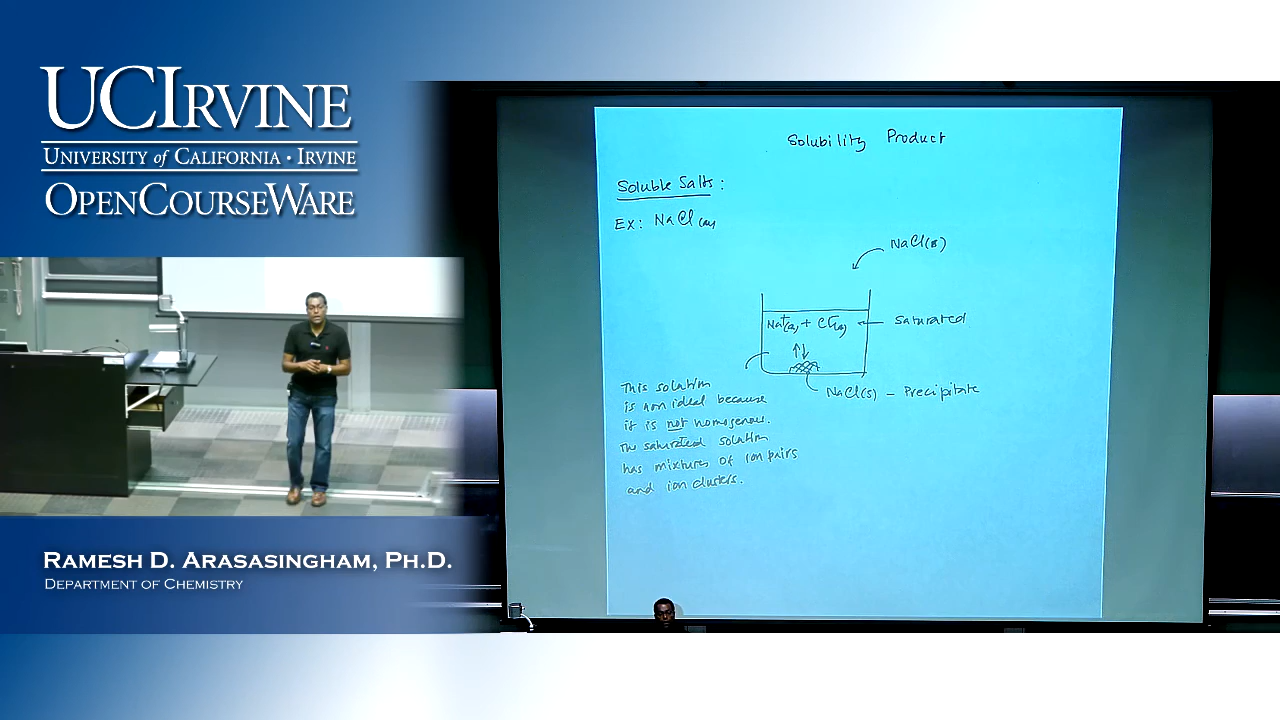 UCIRVINE
UNIVERSITY of CALIFORNIA · IRVINE
OPENCOURSEWARE
RAMESH D. ARASASINGHAM, PH.D.
DEPARTMENT OF CHEMISTRY
Solubility Product
Soluble Salts:
Ex: NaCl(aq)
NaCl(s)
Na+(aq) + Cl-(aq)
Saturated
NaCl(s) – Precipitate
This solution
is non ideal because
it is not homogenous.
The saturated solution
has mixtures of ion pairs
and ion clusters.